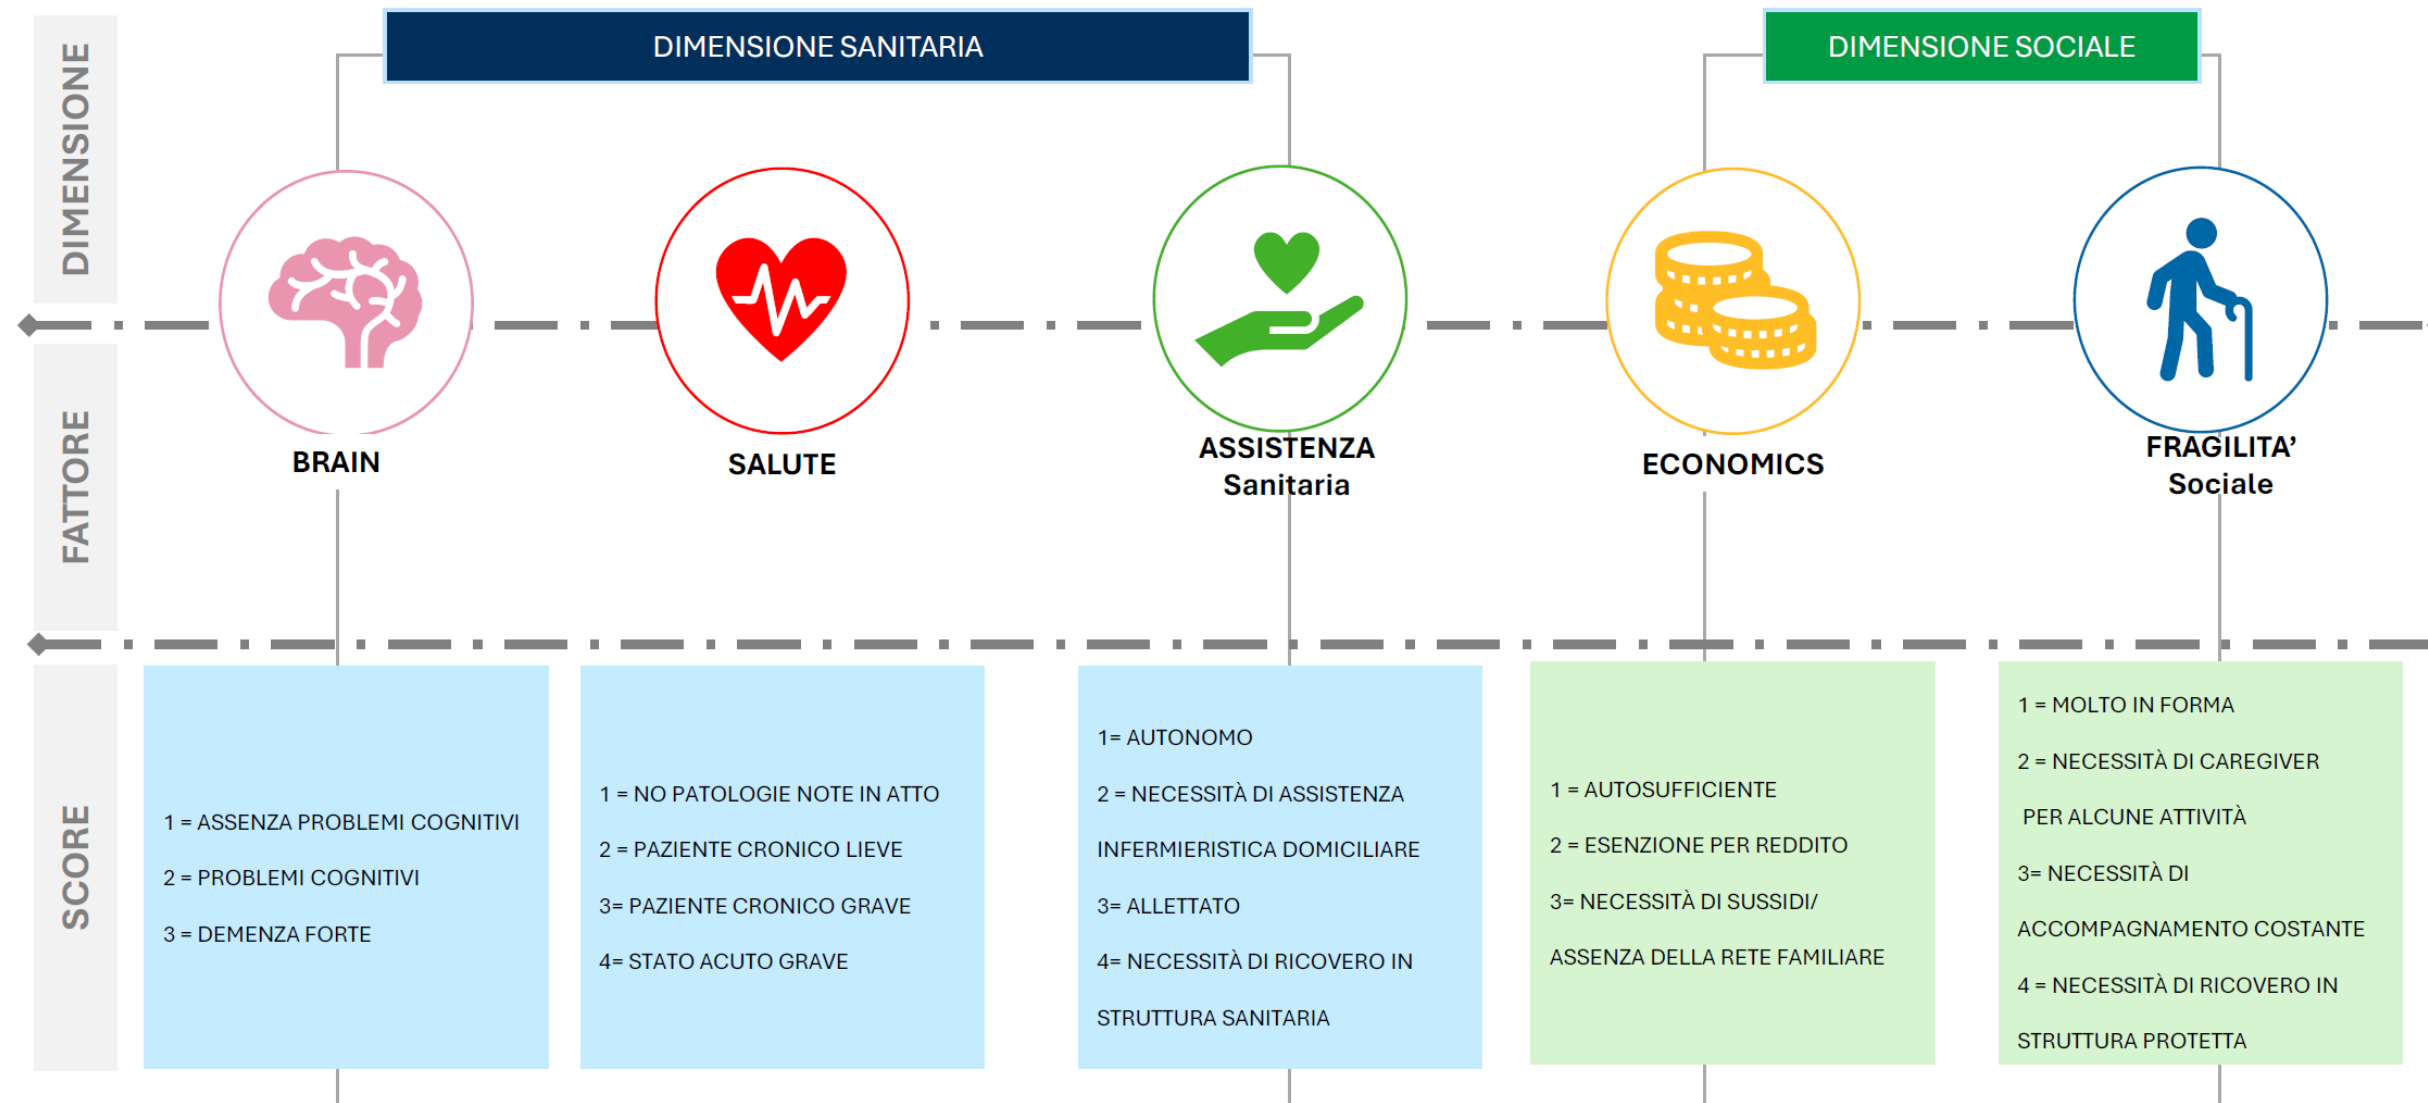 DIMENSIONE
DIMENSIONE SANITARIA
DIMENSIONE SOCIALE
FATTORE
BRAIN
SALUTE
ASSISTENZA
Sanitaria
ECONOMICS
FRAGILITA’
Sociale
SCORE
1 = ASSENZA PROBLEMI COGNITIVI
2 = PROBLEMI COGNITIVI
3 = DEMENZA FORTE
1 = NO PATOLOGIE NOTE IN ATTO
2 = PAZIENTE CRONICO LIEVE
3= PAZIENTE CRONICO GRAVE
4= STATO ACUTO GRAVE
1= AUTONOMO
2 = NECESSITÀ DI ASSISTENZA
INFERMIERISTICA DOMICILIARE
3= ALLETTATO
4= NECESSITÀ DI RICOVERO IN
STRUTTURA SANITARIA
1 = AUTOSUFFICIENTE
2 = ESENZIONE PER REDDITO
3= NECESSITÀ DI SUSSIDI/
ASSENZA DELLA RETE FAMILIARE
1 = MOLTO IN FORMA
2 = NECESSITÀ DI CAREGIVER
PER ALCUNE ATTIVITÀ
3= NECESSITÀ DI
ACCOMPAGNAMENTO COSTANTE
4 = NECESSITÀ DI RICOVERO IN
STRUTTURA PROTETTA